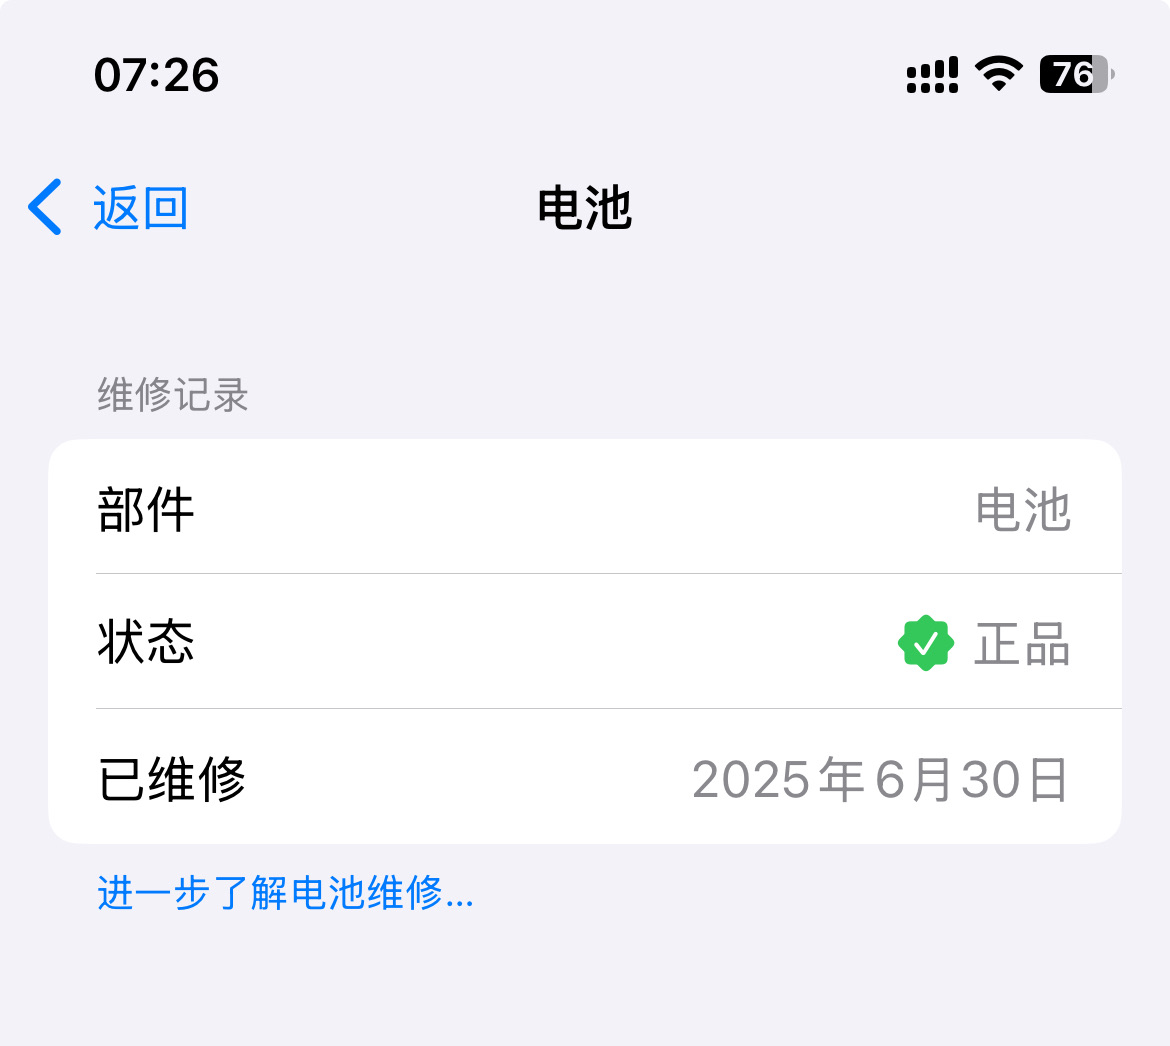 07:26 76
返回 电池
维修记录
部件 电池
状态 正品
已维修 2025年6月30日
进一步了解电池维修...